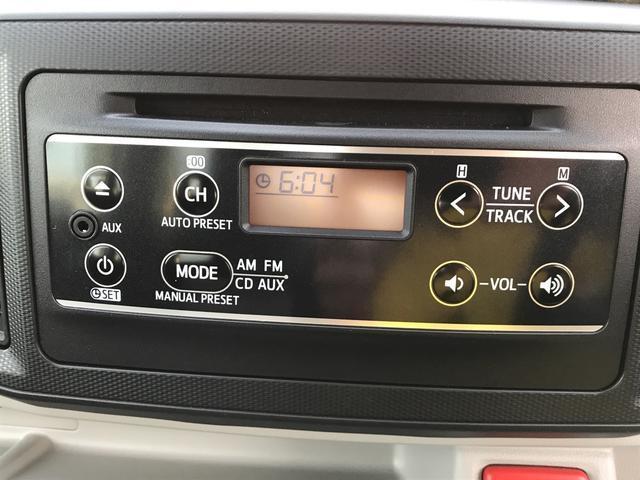 :00
H
M
CH
6:04
TUNE
TRACK
< >
AUX
AUTO PRESET
MODE
AM FM
CD AUX
SET
MANUAL PRESET
VOL